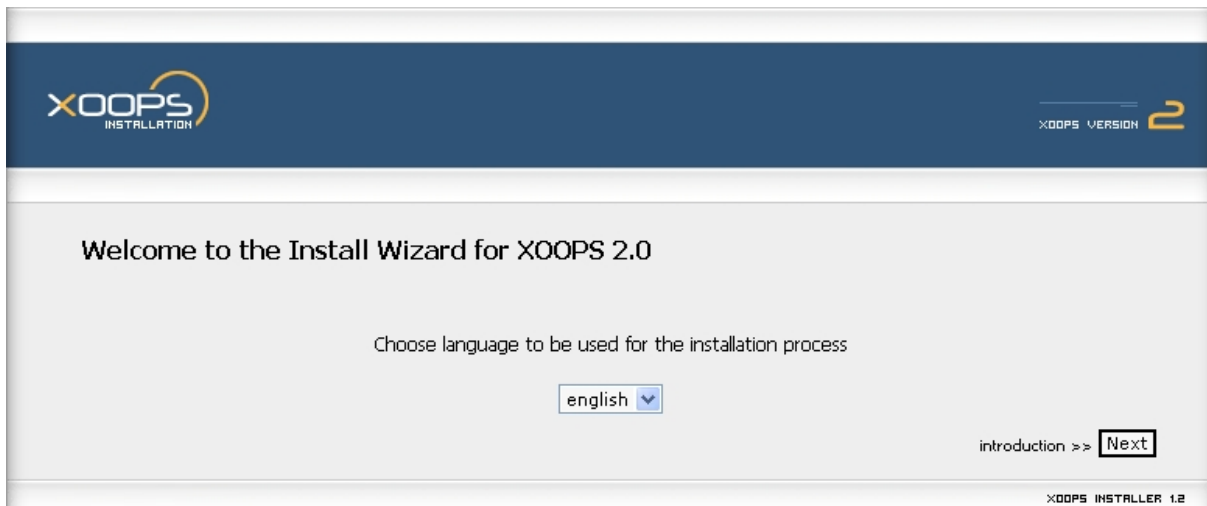 XOOPS
INSTALLATION
XOOPS VERSION 2
Welcome to the Install Wizard for XOOPS 2.0
Choose language to be used for the installation process
english
introduction >> Next
XOOPS INSTALLER 1.2